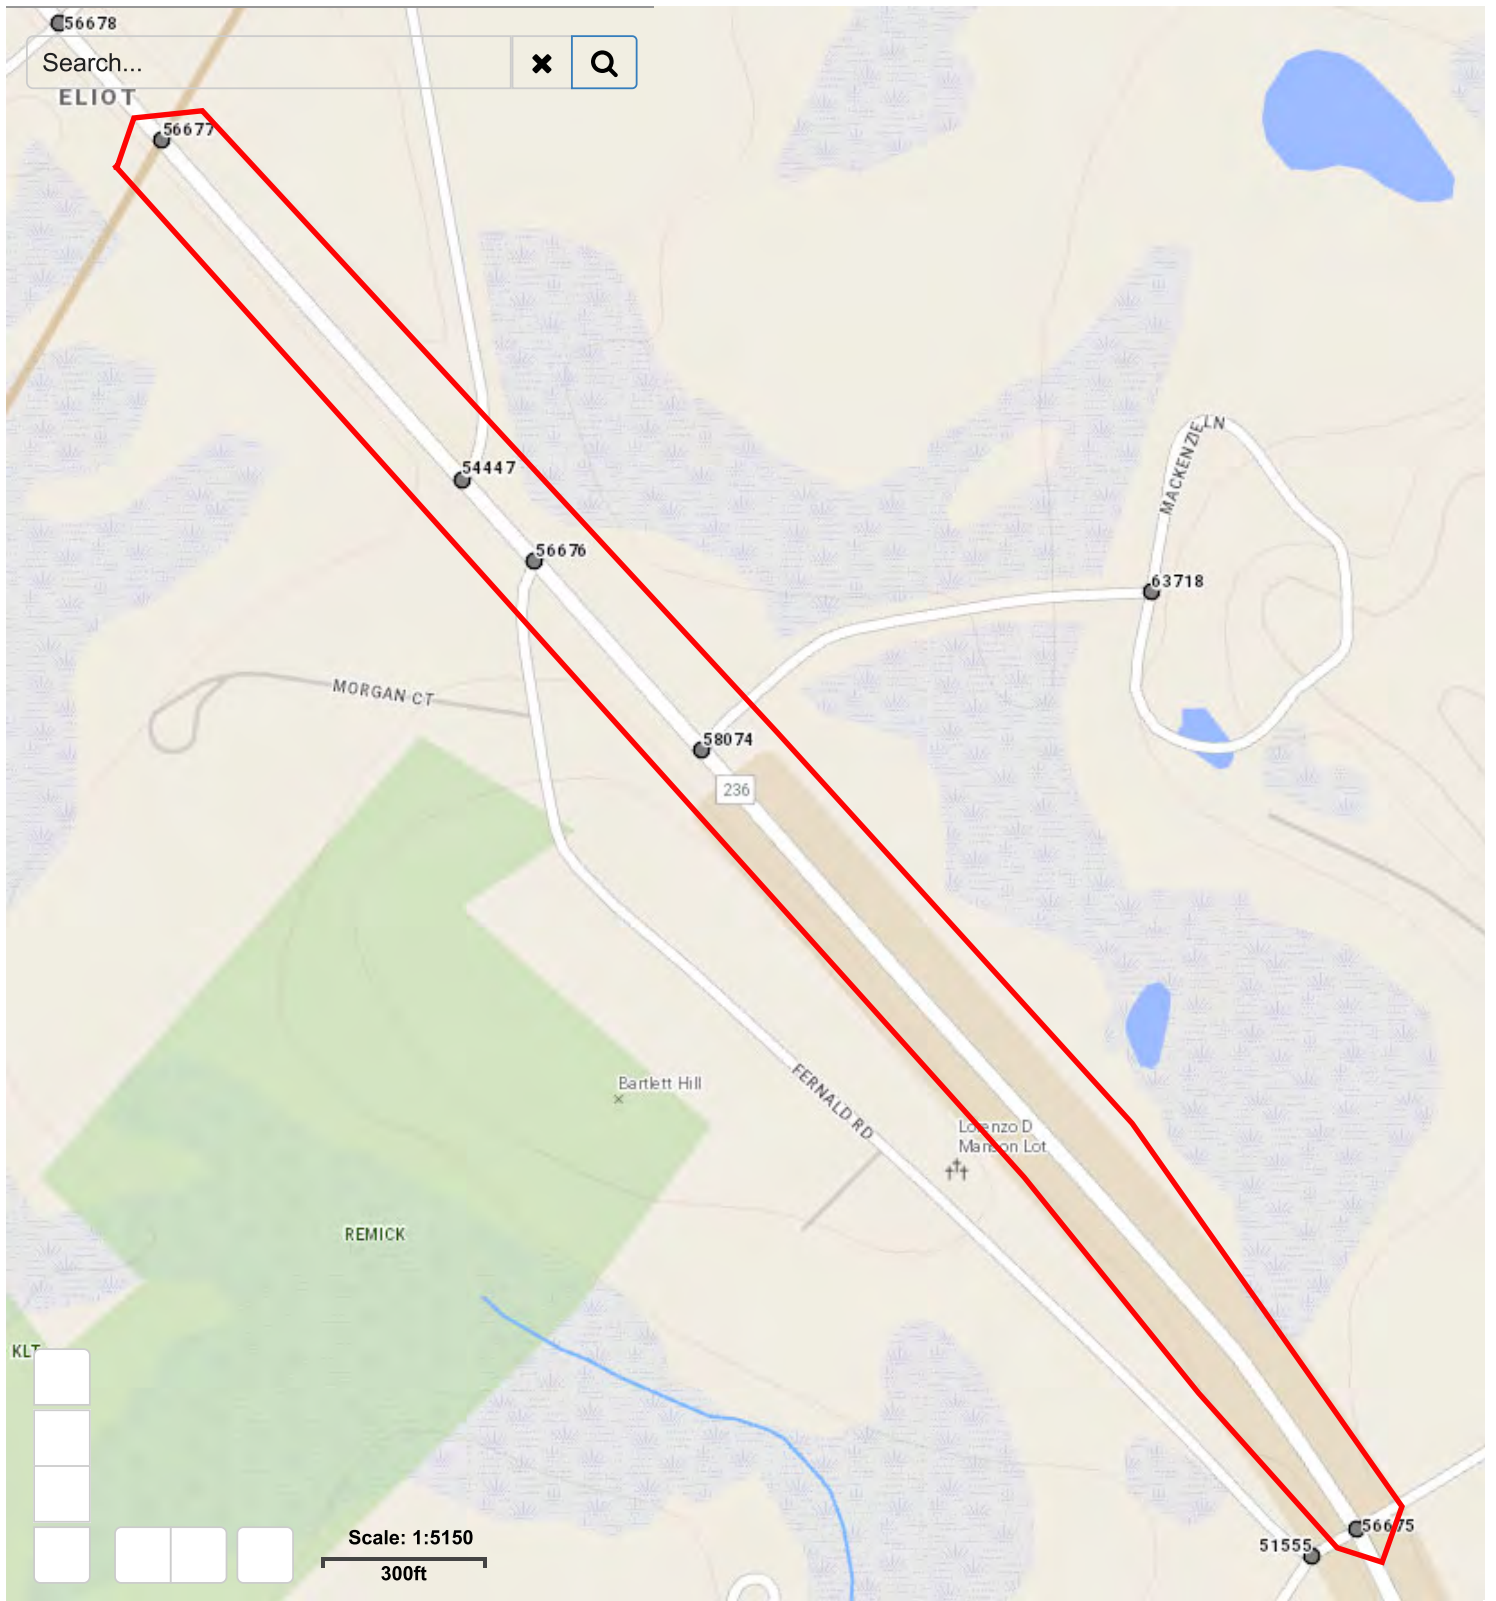 56678
Search...
ELIOT
56677
MACKENZIE LN
54447
56676
63718
MORGAN CT
58074
236
Bartlett Hill
FERNALD RD
Lorenzo D
Manson Lot
REMICK
KLT
Scale: 1:5150
300ft
56675
51555